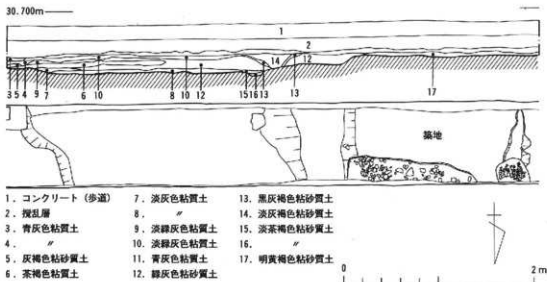 30.700m
1
2
14 12
3 5 4 9 7 6 10 8 10 12 15 16 13 13 17
築地
1. コンクリート (歩道)
2. 攪乱層
3. 青灰色粘質土
4. 〃
5. 灰褐色粘砂質土
6. 茶褐色粘質土
7. 淡灰色粘質土
8. 〃
9. 淡緑灰色粘砂質土
10. 淡緑灰色粘質土
11. 青灰色粘質土
12. 緑灰色粘砂質土
13. 黒灰褐色粘砂質土
14. 淡灰褐色粘砂質土
15. 淡茶褐色粘砂質土
16. 〃
17. 明黄褐色粘砂質土
0 2m